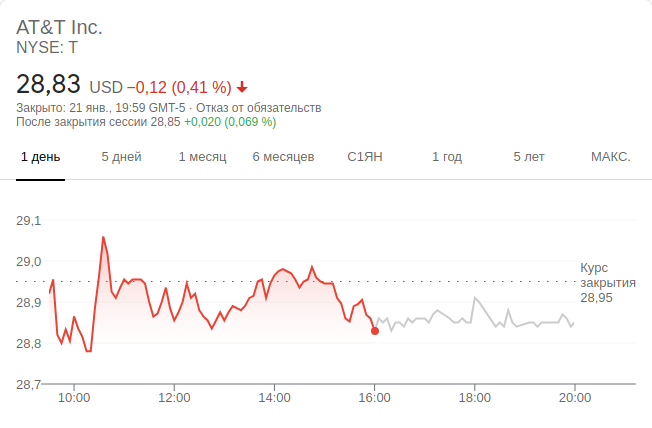 AT&T Inc.
NYSE: T
28,83 USD −0,12 (0,41 %)
Закрыто: 21 янв., 19:59 GMT-5 · Отказ от обязательств
После закрытия сессии 28,85 +0,020 (0,069 %)
1 день 5 дней 1 месяц 6 месяцев С1ЯН 1 год 5 лет МАКС.
29,1
29,0
28,9
28,8
28,7
Курс
закрытия
28,95
10:00 12:00 14:00 16:00 18:00 20:00